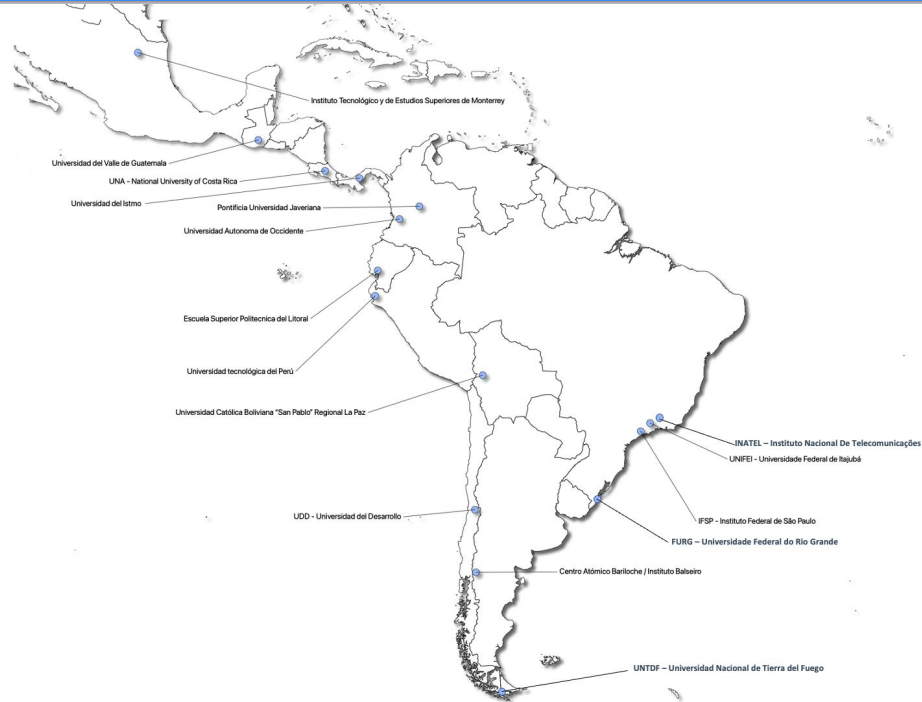 Instituto Tecnológico y de Estudios Superiores de Monterrey
Universidad del Valle de Guatemala
UNA - National University of Costa Rica
Universidad del Istmo
Pontificia Universidad Javeriana
Universidad Autonoma de Occidente
Escuela Superior Politecnica del Litoral
Universidad tecnológica del Perú
Universidad Católica Boliviana "San Pablo" Regional La Paz
INATEL – Instituto Nacional De Telecomunicações
UNIFEI - Universidade Federal de Itajubá
UDD - Universidad del Desarrollo
IFSP - Instituto Federal de São Paulo
FURG – Universidade Federal do Rio Grande
Centro Atómico Bariloche / Instituto Balseiro
UNTDF – Universidad Nacional de Tierra del Fuego